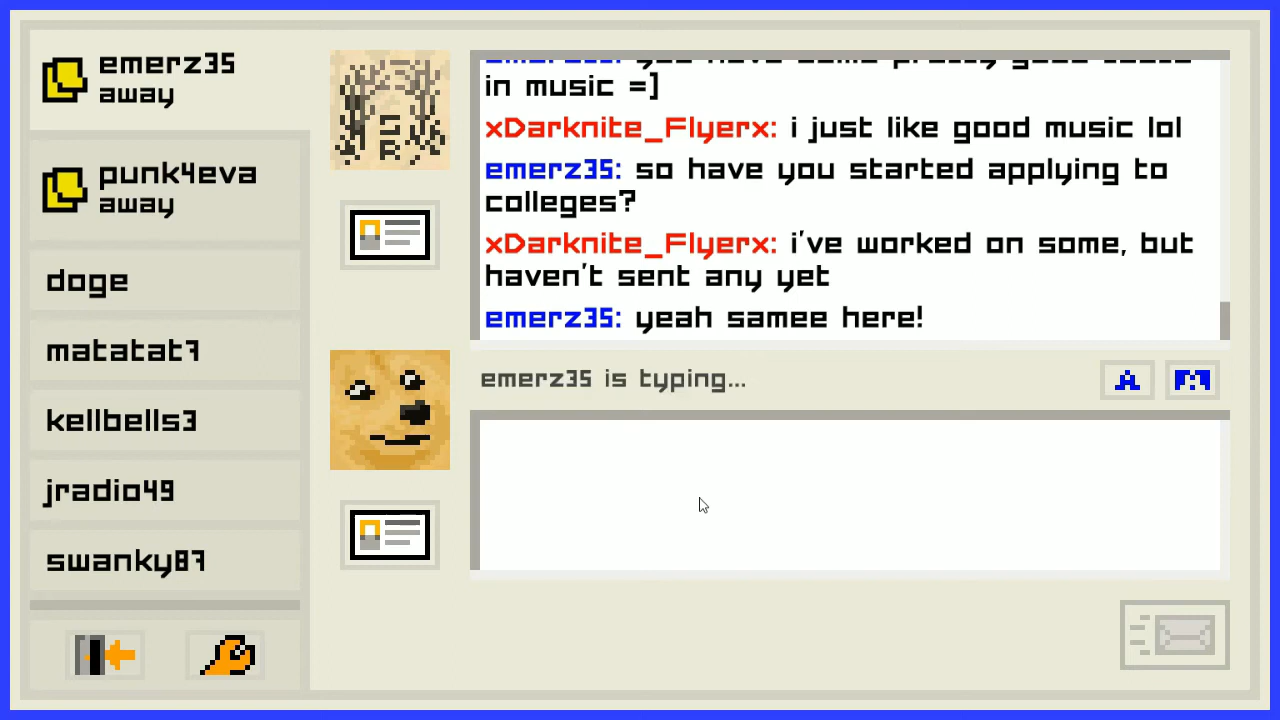 emerz35
away
punk4eva
away
doge
matatat7
kellbells3
jradio49
swanky87
in music =]
xDarknite_Flyerx: i just like good music lol
emerz35: so have you started applying to
colleges?
xDarknite_Flyerx: i've worked on some, but
haven't sent any yet
emerz35: yeah samee here!
emerz35 is typing...
A